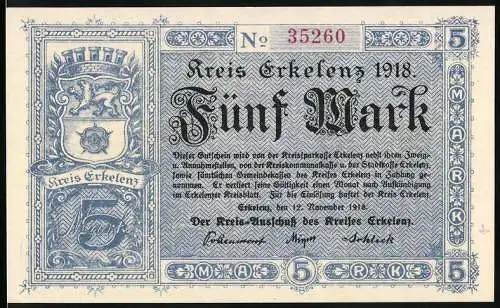 No 35260
5
Kreis Erkelenz 1918.
Fünf Mark
Dieser Gutschein wird von der Kreissparkasse Erkelenz nebst ihren Zweig-
u. Annahmestellen, von der Kreiskommunalkasse u. der Stadtkasse Erkelenz,
sowie sämtlichen Gemeindekassen des Kreises Erkelenz in Zahlung ge-
nommen. Er verliert seine Gültigkeit einen Monat nach Aufkündigung
im Erkelenzer Kreisblatt. Für die Einlösung haftet der Kreis Erkelenz.
Erkelenz, den 12. November 1918.
Der Kreis-Ausschuß des Kreises Erkelenz.
Kreis Erkelenz
5
Mark
MARK
5 MARK 5